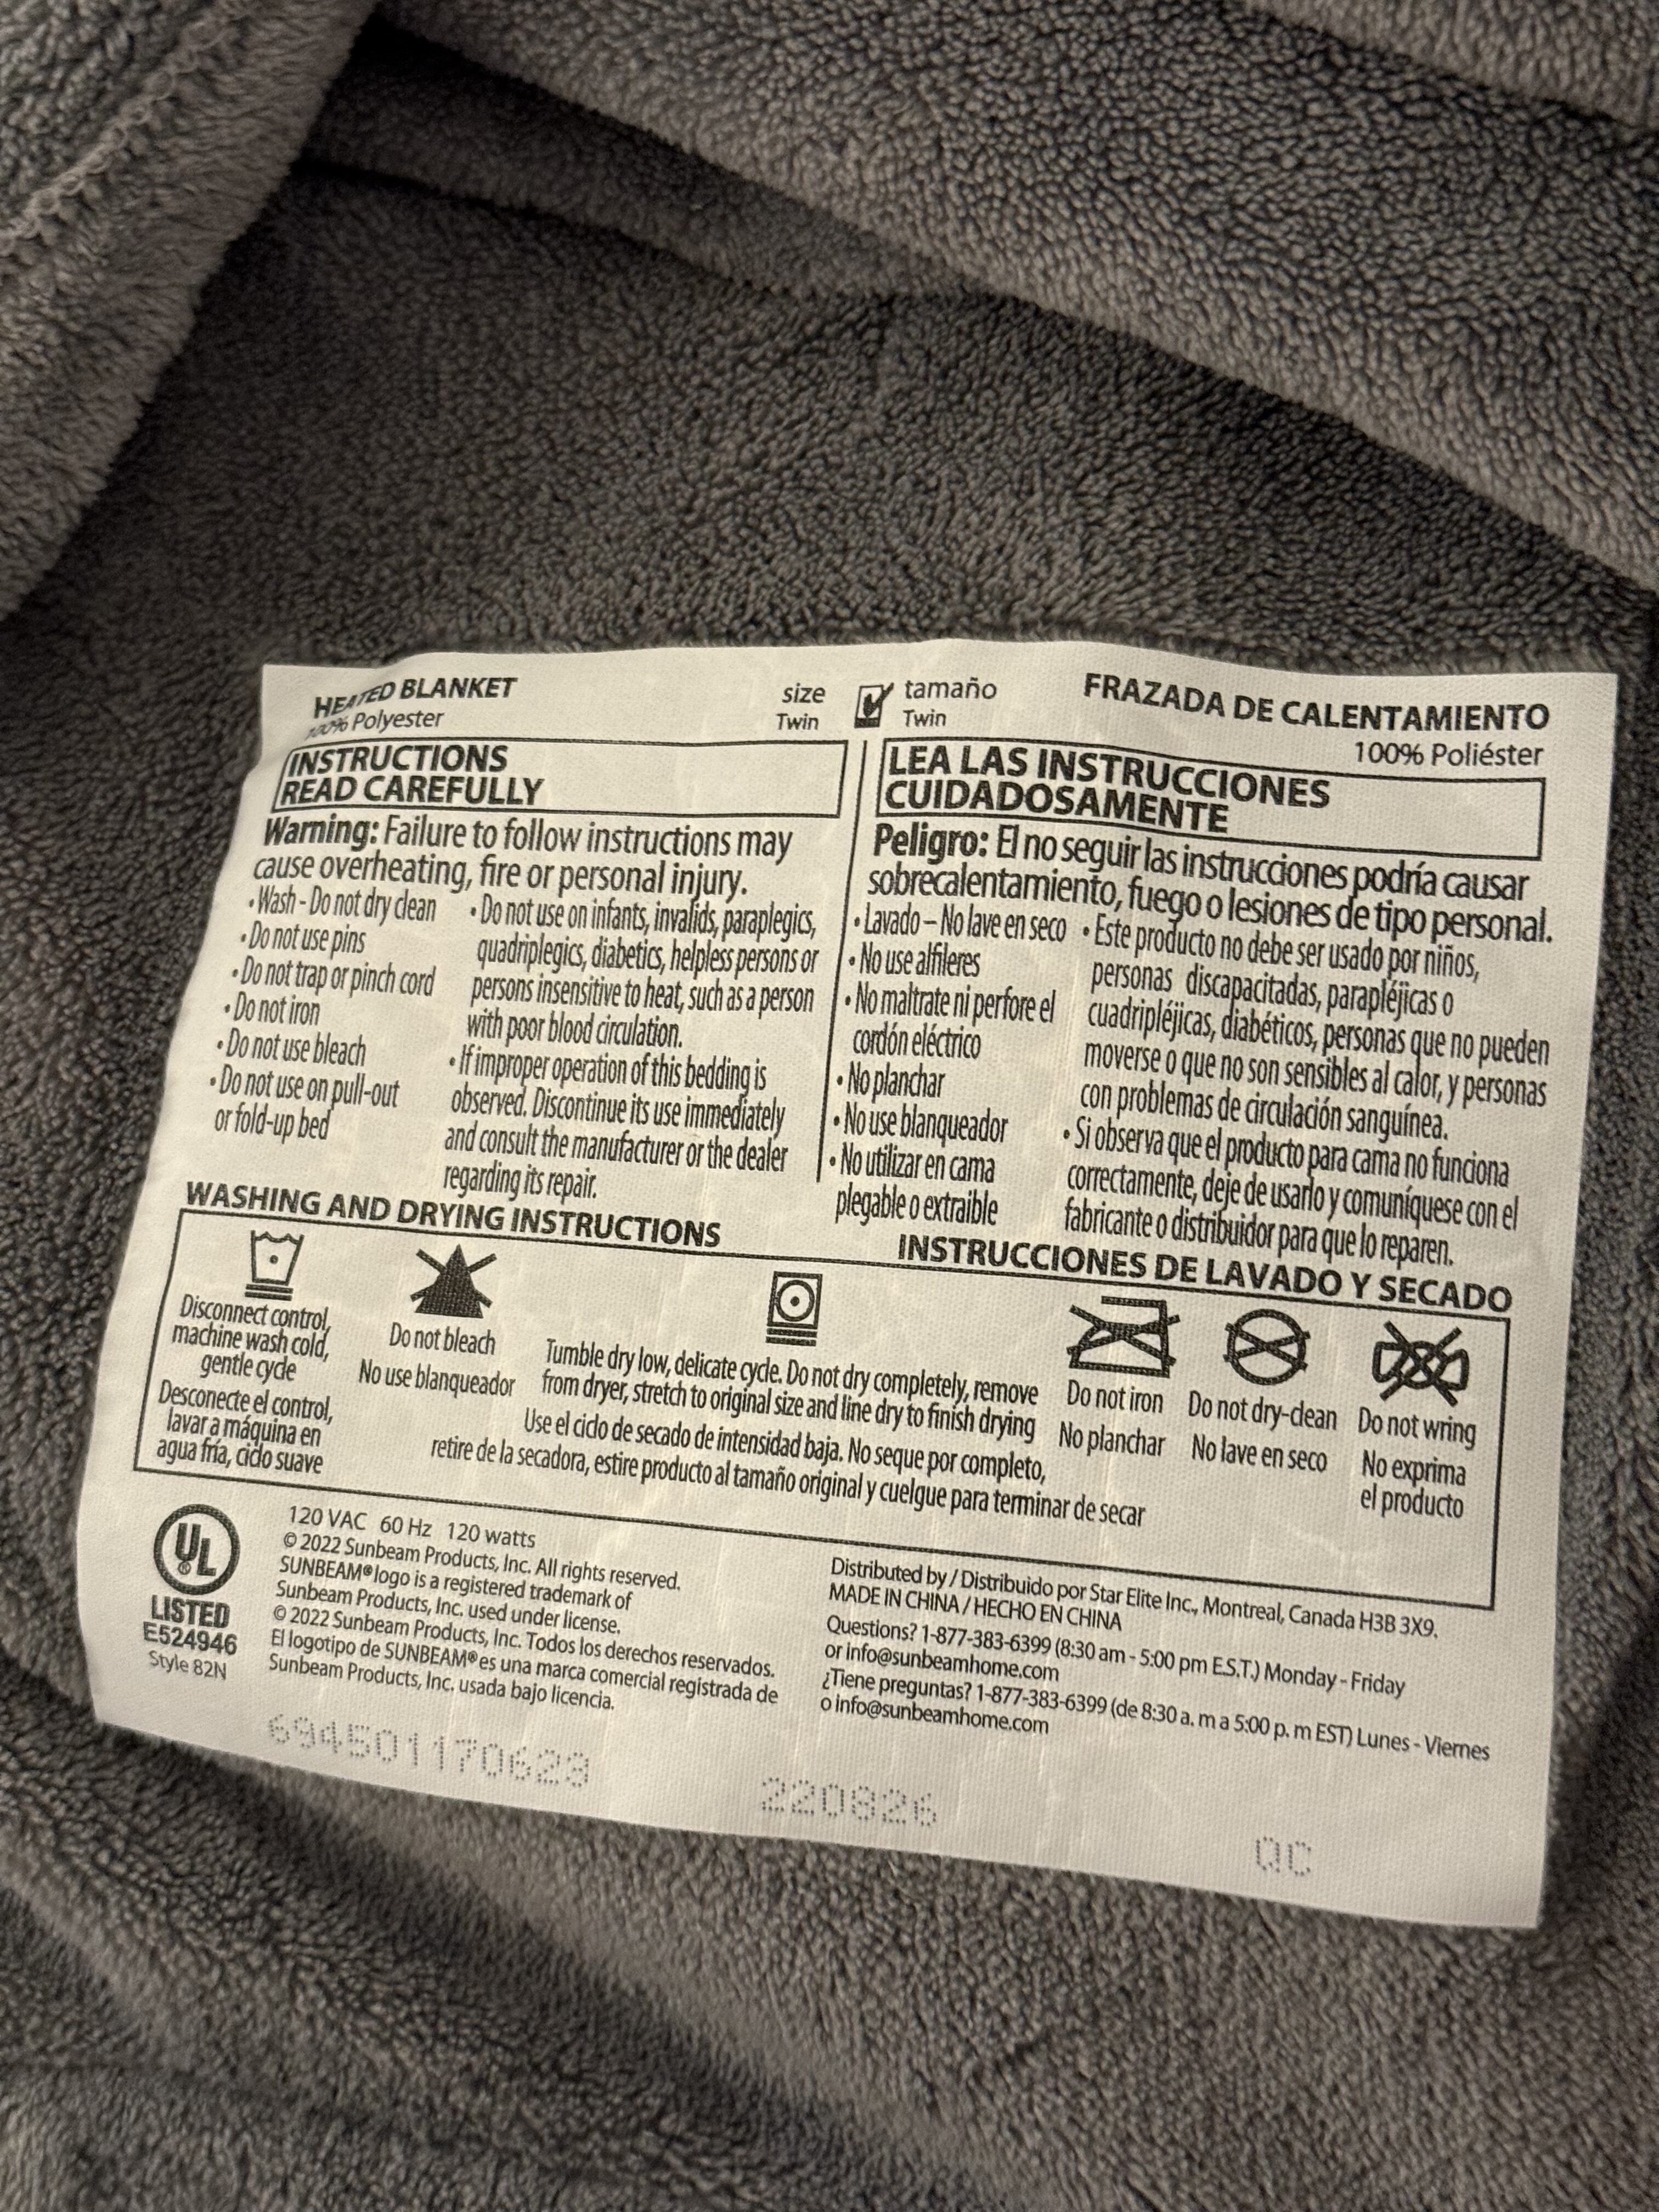 HEATED BLANKET
100% Polyester
size
Twin
tamaño
Twin
FRAZADA DE CALENTAMIENTO
100% Poliéster
INSTRUCTIONS
READ CAREFULLY
Warning: Failure to follow instructions may
cause overheating, fire or personal injury.
• Wash - Do not dry clean
• Do not use pins
• Do not trap or pinch cord
• Do not iron
• Do not use bleach
• Do not use on pull-out
or fold-up bed
• Do not use on infants, invalids, paraplegics,
quadriplegics, diabetics, helpless persons or
persons insensitive to heat, such as a person
with poor blood circulation.
• If improper operation of this bedding is
observed. Discontinue its use immediately
and consult the manufacturer or the dealer
regarding its repair.
LEA LAS INSTRUCCIONES
CUIDADOSAMENTE
Peligro: El no seguir las instrucciones podría causar
sobrecalentamiento, fuego o lesiones de tipo personal.
• Lavado – No lave en seco
• No use alfileres
• No maltrate ni perfore el
cordón eléctrico
• No planchar
• No use blanqueador
• No utilizar en cama
plegable o extraible
• Este producto no debe ser usado por niños,
personas discapacitadas, parapléjicas o
cuadripléjicas, diabéticos, personas que no pueden
moverse o que no son sensibles al calor, y personas
con problemas de circulación sanguínea.
• Si observa que el producto para cama no funciona
correctamente, deje de usarlo y comuníquese con el
fabricante o distribuidor para que lo reparen.
WASHING AND DRYING INSTRUCTIONS
INSTRUCCIONES DE LAVADO Y SECADO
Disconnect control,
machine wash cold,
gentle cycle
Desconecte el control,
lavar a máquina en
agua fría, ciclo suave
Do not bleach
No use blanqueador
Tumble dry low, delicate cycle. Do not dry completely, remove
from dryer, stretch to original size and line dry to finish drying
Use el ciclo de secado de intensidad baja. No seque por completo,
retire de la secadora, estire producto al tamaño original y cuelgue para terminar de secar
Do not iron
No planchar
Do not dry-clean
No lave en seco
Do not wring
No exprima
el producto
UL
®
LISTED
E524946
Style 82N
120 VAC 60 Hz 120 watts
© 2022 Sunbeam Products, Inc. All rights reserved.
SUNBEAM® logo is a registered trademark of
Sunbeam Products, Inc. used under license.
© 2022 Sunbeam Products, Inc. Todos los derechos reservados.
El logotipo de SUNBEAM® es una marca comercial registrada de
Sunbeam Products, Inc. usada bajo licencia.
Distributed by / Distribuido por Star Elite Inc., Montreal, Canada H3B 3X9.
MADE IN CHINA / HECHO EN CHINA
Questions? 1-877-383-6399 (8:30 am - 5:00 pm E.S.T.) Monday - Friday
or info@sunbeamhome.com
¿Tiene preguntas? 1-877-383-6399 (de 8:30 a. m a 5:00 p. m EST) Lunes - Viernes
o info@sunbeamhome.com
694501170623
220826
QC